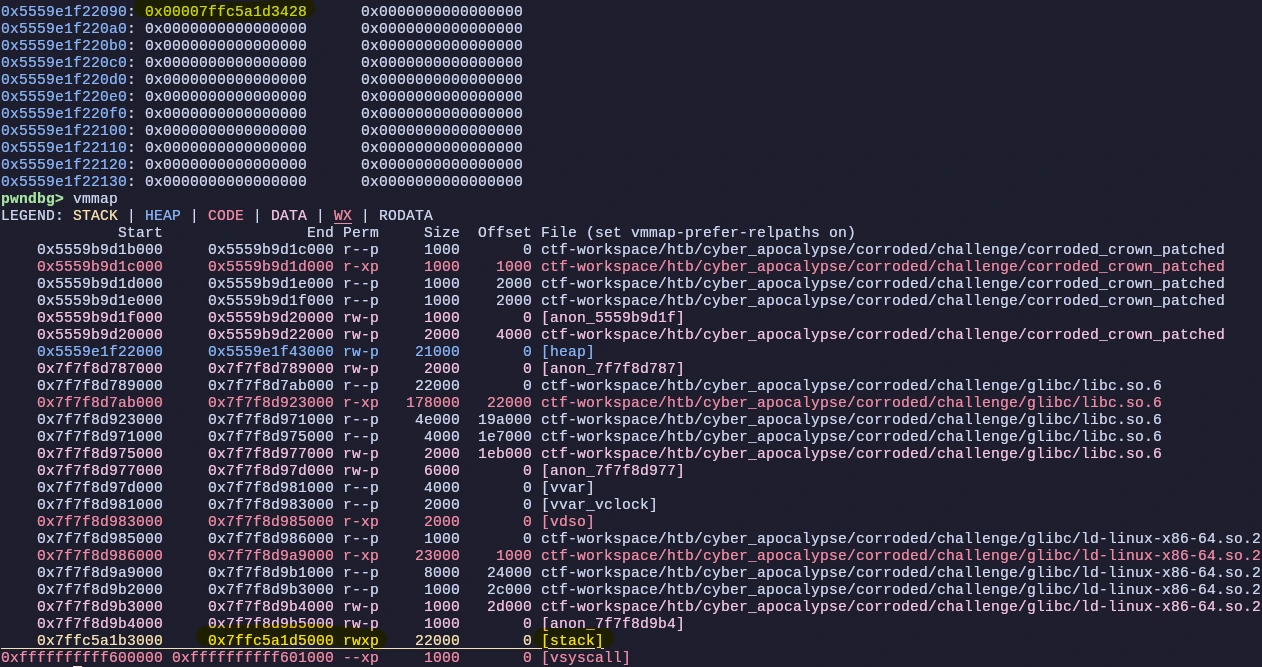 0x5559e1f22090: 0x00007ffc5a1d3428 0x0000000000000000
0x5559e1f220a0: 0x0000000000000000 0x0000000000000000
0x5559e1f220b0: 0x0000000000000000 0x0000000000000000
0x5559e1f220c0: 0x0000000000000000 0x0000000000000000
0x5559e1f220d0: 0x0000000000000000 0x0000000000000000
0x5559e1f220e0: 0x0000000000000000 0x0000000000000000
0x5559e1f220f0: 0x0000000000000000 0x0000000000000000
0x5559e1f22100: 0x0000000000000000 0x0000000000000000
0x5559e1f22110: 0x0000000000000000 0x0000000000000000
0x5559e1f22120: 0x0000000000000000 0x0000000000000000
0x5559e1f22130: 0x0000000000000000 0x0000000000000000
pwndbg> vmmap
LEGEND: STACK | HEAP | CODE | DATA | WX | RODATA
Start End Perm Size Offset File (set vmmap-prefer-relpaths on)
0x5559b9d1b000 0x5559b9d1c000 r--p 1000 0 ctf-workspace/htb/cyber_apocalypse/corroded/challenge/corroded_crown_patched
0x5559b9d1c000 0x5559b9d1d000 r-xp 1000 1000 ctf-workspace/htb/cyber_apocalypse/corroded/challenge/corroded_crown_patched
0x5559b9d1d000 0x5559b9d1e000 r--p 1000 2000 ctf-workspace/htb/cyber_apocalypse/corroded/challenge/corroded_crown_patched
0x5559b9d1e000 0x5559b9d1f000 r--p 1000 2000 ctf-workspace/htb/cyber_apocalypse/corroded/challenge/corroded_crown_patched
0x5559b9d1f000 0x5559b9d20000 rw-p 1000 0 [anon_5559b9d1f]
0x5559b9d20000 0x5559b9d22000 rw-p 2000 4000 ctf-workspace/htb/cyber_apocalypse/corroded/challenge/corroded_crown_patched
0x5559e1f22000 0x5559e1f43000 rw-p 21000 0 [heap]
0x7f7f8d787000 0x7f7f8d789000 rw-p 2000 0 [anon_7f7f8d787]
0x7f7f8d789000 0x7f7f8d7ab000 r--p 22000 0 ctf-workspace/htb/cyber_apocalypse/corroded/challenge/glibc/libc.so.6
0x7f7f8d7ab000 0x7f7f8d923000 r-xp 178000 22000 ctf-workspace/htb/cyber_apocalypse/corroded/challenge/glibc/libc.so.6
0x7f7f8d923000 0x7f7f8d971000 r--p 4e000 19a000 ctf-workspace/htb/cyber_apocalypse/corroded/challenge/glibc/libc.so.6
0x7f7f8d971000 0x7f7f8d975000 r--p 4000 1e7000 ctf-workspace/htb/cyber_apocalypse/corroded/challenge/glibc/libc.so.6
0x7f7f8d975000 0x7f7f8d977000 rw-p 2000 1eb000 ctf-workspace/htb/cyber_apocalypse/corroded/challenge/glibc/libc.so.6
0x7f7f8d977000 0x7f7f8d97d000 rw-p 6000 0 [anon_7f7f8d977]
0x7f7f8d97d000 0x7f7f8d981000 r--p 4000 0 [vvar]
0x7f7f8d981000 0x7f7f8d983000 r--p 2000 0 [vvar_vclock]
0x7f7f8d983000 0x7f7f8d985000 r-xp 2000 0 [vdso]
0x7f7f8d985000 0x7f7f8d986000 r--p 1000 0 ctf-workspace/htb/cyber_apocalypse/corroded/challenge/glibc/ld-linux-x86-64.so.2
0x7f7f8d986000 0x7f7f8d9a9000 r-xp 23000 1000 ctf-workspace/htb/cyber_apocalypse/corroded/challenge/glibc/ld-linux-x86-64.so.2
0x7f7f8d9a9000 0x7f7f8d9b1000 r--p 8000 24000 ctf-workspace/htb/cyber_apocalypse/corroded/challenge/glibc/ld-linux-x86-64.so.2
0x7f7f8d9b2000 0x7f7f8d9b3000 r--p 1000 2c000 ctf-workspace/htb/cyber_apocalypse/corroded/challenge/glibc/ld-linux-x86-64.so.2
0x7f7f8d9b3000 0x7f7f8d9b4000 rw-p 1000 2d000 ctf-workspace/htb/cyber_apocalypse/corroded/challenge/glibc/ld-linux-x86-64.so.2
0x7f7f8d9b4000 0x7f7f8d9b5000 rw-p 1000 0 [anon_7f7f8d9b4]
0x7ffc5a1b3000 0x7ffc5a1d5000 rwxp 22000 0 [stack]
0xffffffffff600000 0xffffffffff601000 --xp 1000 0 [vsyscall]